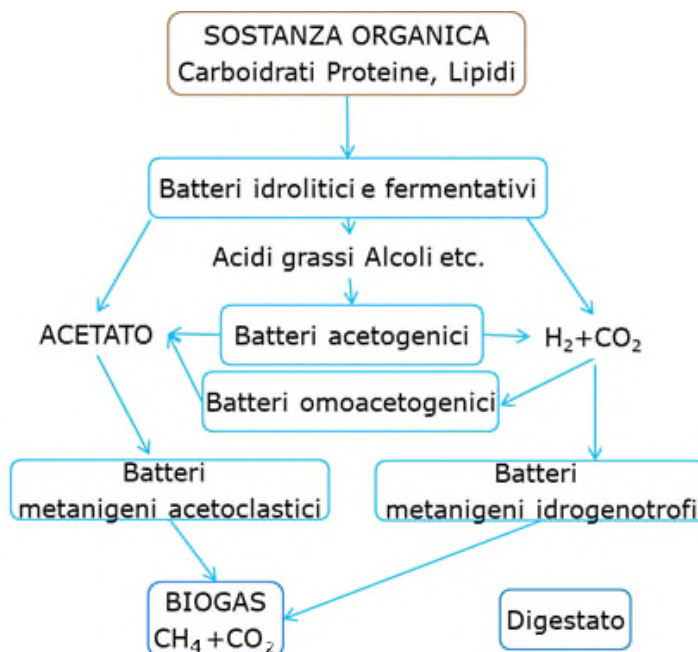 SOSTANZA ORGANICA
Carboidrati Proteine, Lipidi
Batteri idrolitici e fermentativi
Acidi grassi Alcoli etc.
ACETATO
Batteri acetogenici
H₂+CO₂
Batteri omoacetogenici
Batteri
metanigeni acetoclastici
Batteri
metanigeni idrogenotrofi
BIOGAS
CH₄+CO₂
Digestato